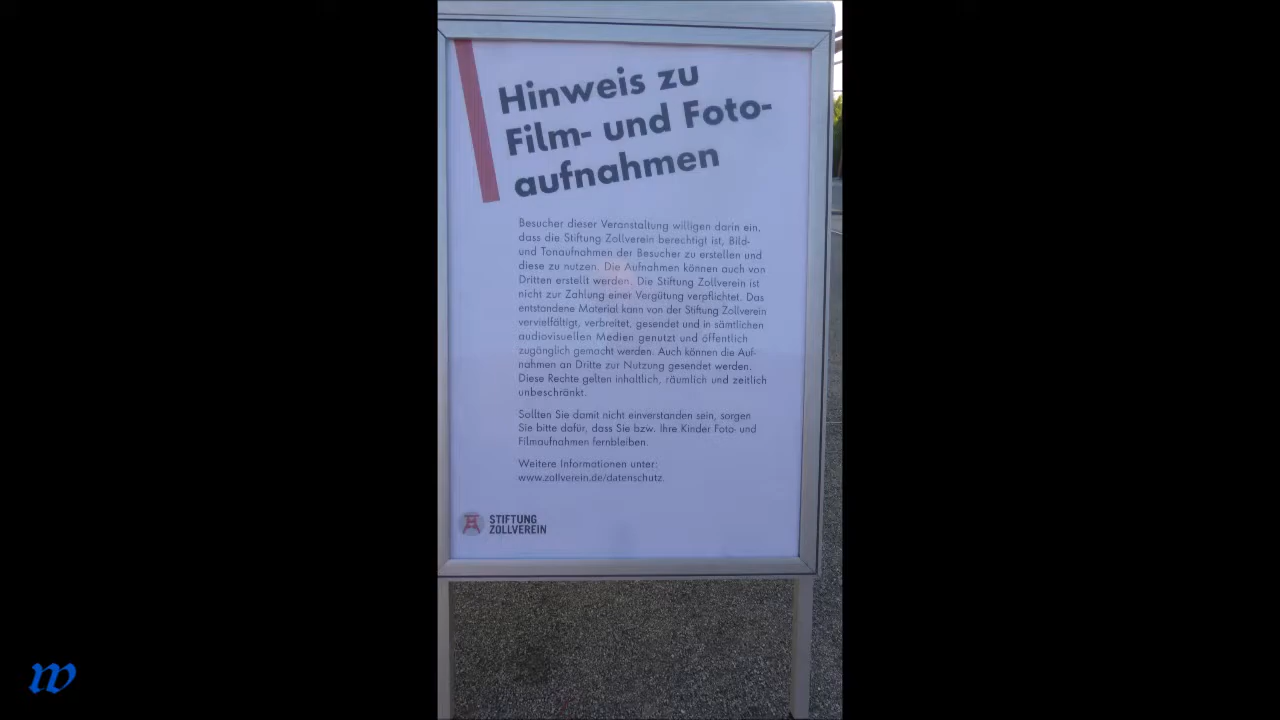 Hinweis zu
Film- und Foto-
aufnahmen
Besucher dieser Veranstaltung willigen darin ein,
dass die Stiftung Zollverein berechtigt ist, Bild-
und Tonaufnahmen der Besucher zu erstellen und
diese zu nutzen. Die Aufnahmen können auch von
Dritten erstellt werden. Die Stiftung Zollverein ist
nicht zur Zahlung einer Vergütung verpflichtet. Das
entstandene Material kann von der Stiftung Zollverein
vervielfältigt, verbreitet, gesendet und in sämtlichen
audiovisuellen Medien genutzt und öffentlich
zugänglich gemacht werden. Auch können die Auf-
nahmen an Dritte zur Nutzung gesendet werden.
Diese Rechte gelten inhaltlich, räumlich und zeitlich
unbeschränkt.
Sollten Sie damit nicht einverstanden sein, sorgen
Sie bitte dafür, dass Sie bzw. Ihre Kinder Foto- und
Filmaufnahmen fernbleiben.
Weitere Informationen unter:
www.zollverein.de/datenschutz.
STIFTUNG
ZOLLVEREIN
w